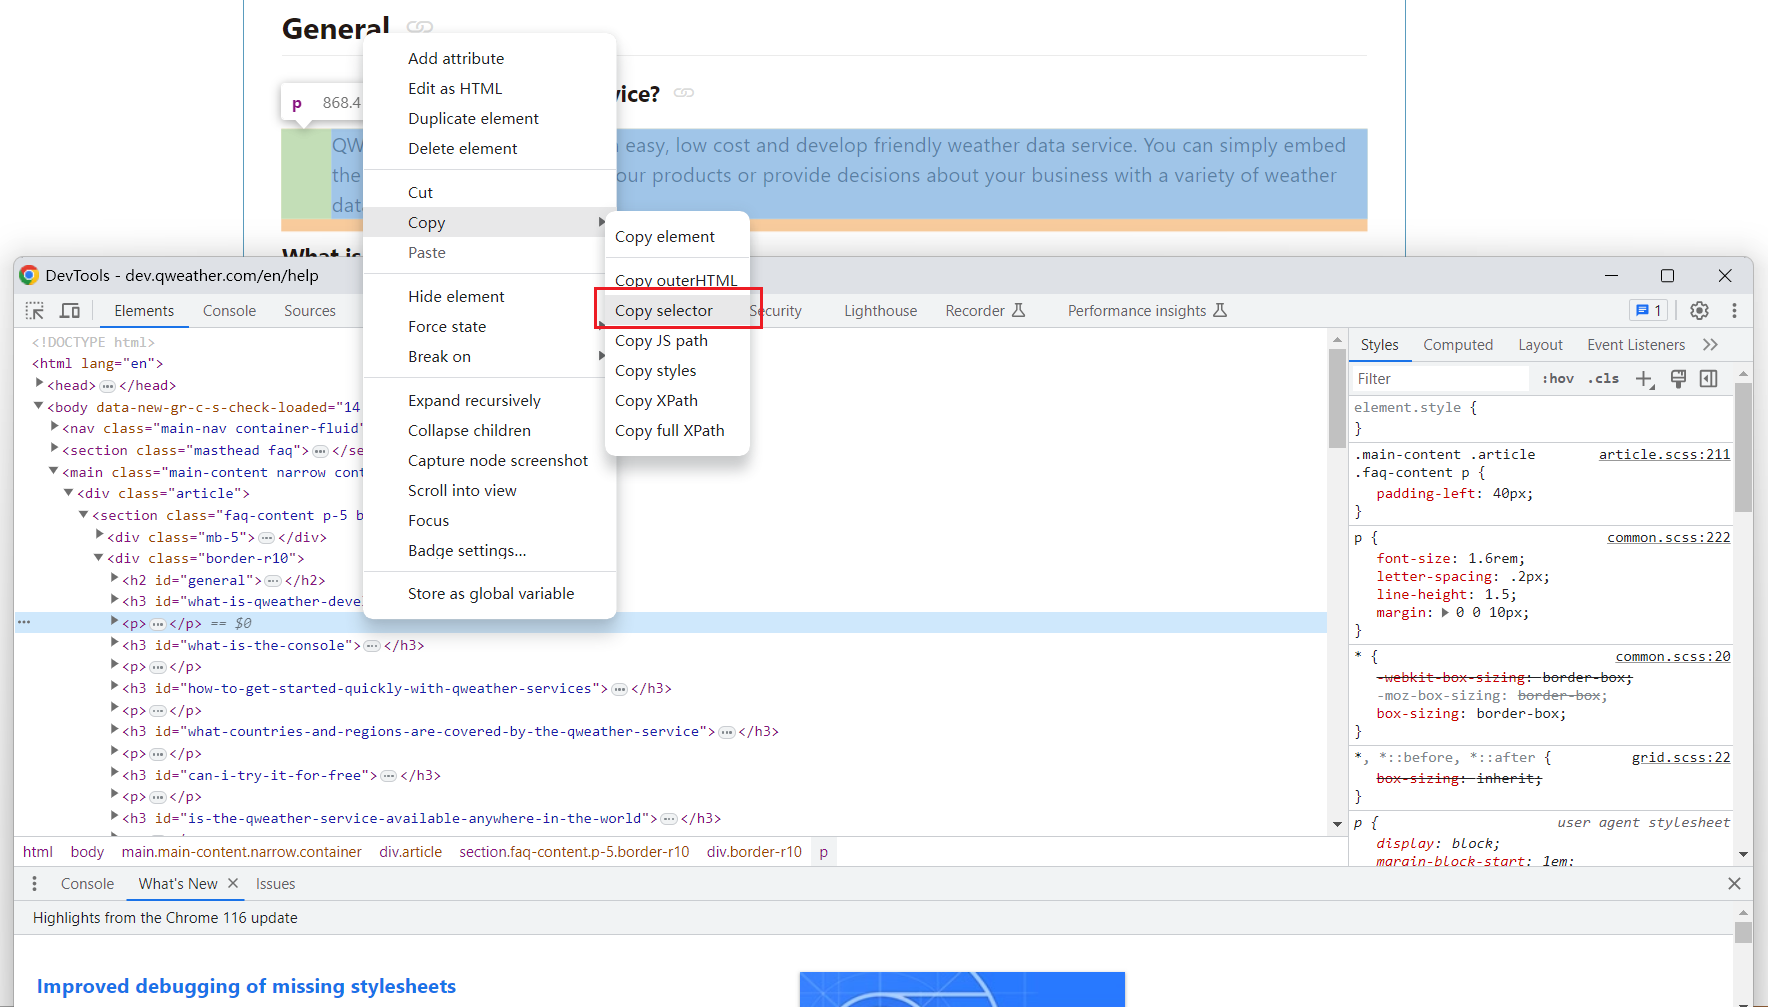 General
Add attribute
Edit as HTML
Duplicate element
Delete element
p 868.4
vice?
QW
easy, low cost and develop friendly weather data service. You can simply embed
the
our products or provide decisions about your business with a variety of weather
dat
Cut
Copy
Paste
Copy element
Copy outerHTML
Copy selector
Copy JS path
Copy styles
Copy XPath
Copy full XPath
Hide element
Force state
Break on
Expand recursively
Collapse children
Capture node screenshot
Scroll into view
Focus
Badge settings...
Store as global variable
What is
DevTools - dev.qweather.com/en/help
Elements Console Sources Security Lighthouse Recorder Performance insights 1
<!DOCTYPE html>
<html lang="en">
<head> ••• </head>
<body data-new-gr-c-s-check-loaded="14
<nav class="main-nav container-fluid"
<section class="masthead faq"> ••• </se
<main class="main-content narrow cont
<div class="article">
<section class="faq-content p-5 b
<div class="mb-5"> ••• </div>
<div class="border-r10">
<h2 id="general"> ••• </h2>
<h3 id="what-is-qweather-deve
••• <p> ••• </p> == $0
<h3 id="what-is-the-console"> ••• </h3>
<p> ••• </p>
<h3 id="how-to-get-started-quickly-with-qweather-services"> ••• </h3>
<p> ••• </p>
<h3 id="what-countries-and-regions-are-covered-by-the-qweather-service"> ••• </h3>
<p> ••• </p>
<h3 id="can-i-try-it-for-free"> ••• </h3>
<p> ••• </p>
<h3 id="is-the-qweather-service-available-anywhere-in-the-world"> ••• </h3>
html body main.main-content.narrow.container div.article section.faq-content.p-5.border-r10 div.border-r10 p
Styles Computed Layout Event Listeners
Filter :hov .cls
element.style {
}
.main-content .article article.scss:211
.faq-content p {
padding-left: 40px;
}
p { common.scss:222
font-size: 1.6rem;
letter-spacing: .2px;
line-height: 1.5;
margin: 0 0 10px;
}
* { common.scss:20
-webkit-box-sizing: border-box;
-moz-box-sizing: border-box;
box-sizing: border-box;
}
*, *::before, *::after { grid.scss:22
box-sizing: inherit;
}
p { user agent stylesheet
display: block;
margin-block-start: 1em;
Console What's New Issues
Highlights from the Chrome 116 update
Improved debugging of missing stylesheets